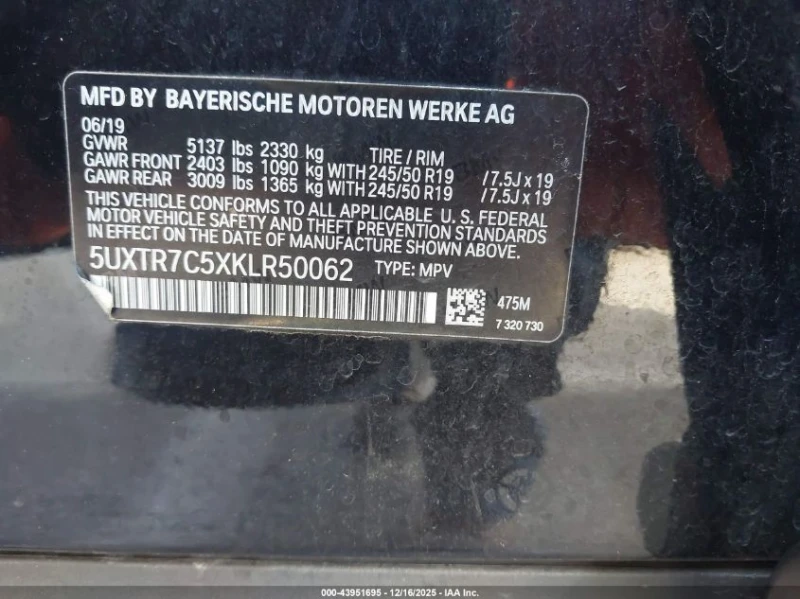 MFD BY BAYERISCHE MOTOREN WERKE AG
06/19
GVWR 5137 lbs 2330 kg TIRE / RIM
GAWR FRONT 2403 lbs 1090 kg WITH 245/50 R19 / 7.5J x 19
GAWR REAR 3009 lbs 1365 kg WITH 245/50 R19 / 7.5J x 19
THIS VEHICLE CONFORMS TO ALL APPLICABLE U. S. FEDERAL
MOTOR VEHICLE SAFETY AND THEFT PREVENTION STANDARDS
IN EFFECT ON THE DATE OF MANUFACTURE SHOWN ABOVE.
5UXTR7C5XKLR50062 TYPE: MPV
475M
7 320 730
000-43951695 - 12/16/2025 - IAA Inc.